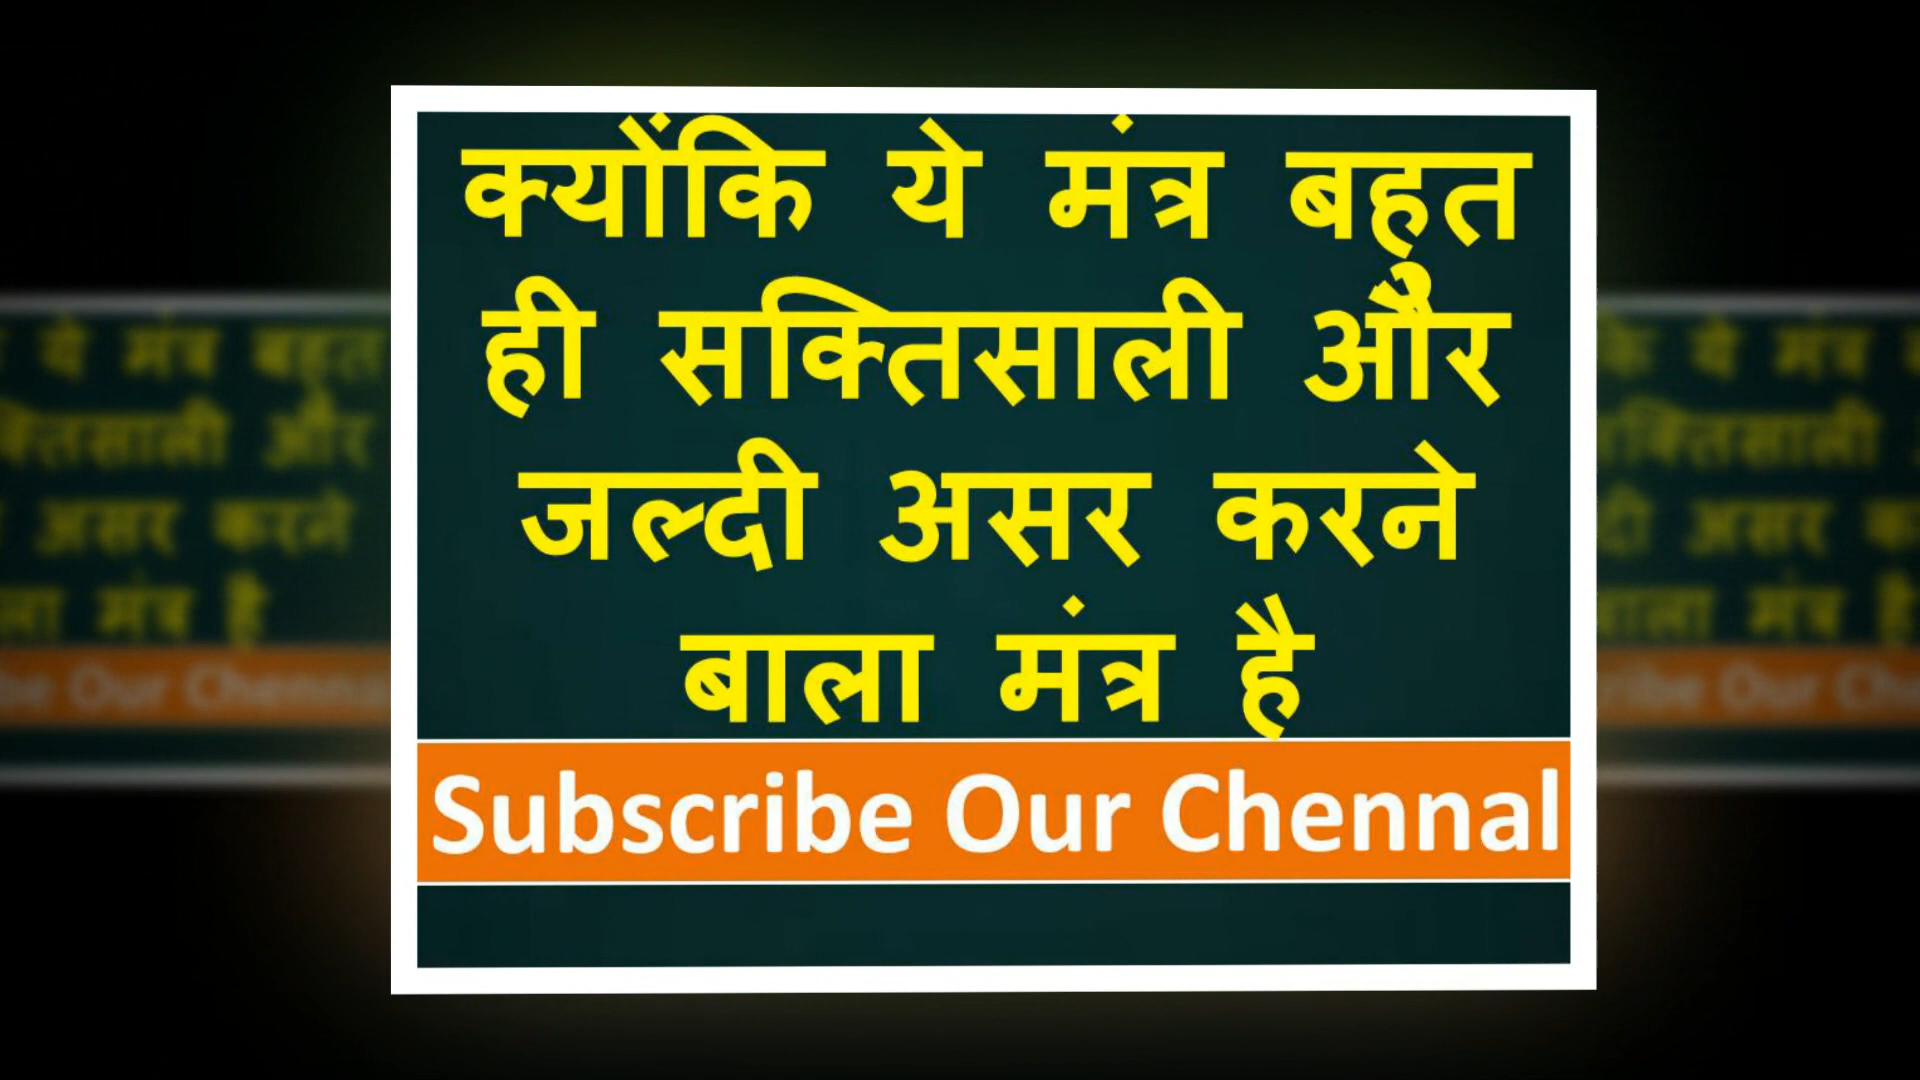 क्योंकि ये मंत्र बहुत
ही सक्तिसाली और
जल्दी असर करने
बाला मंत्र है
Subscribe Our Chennal